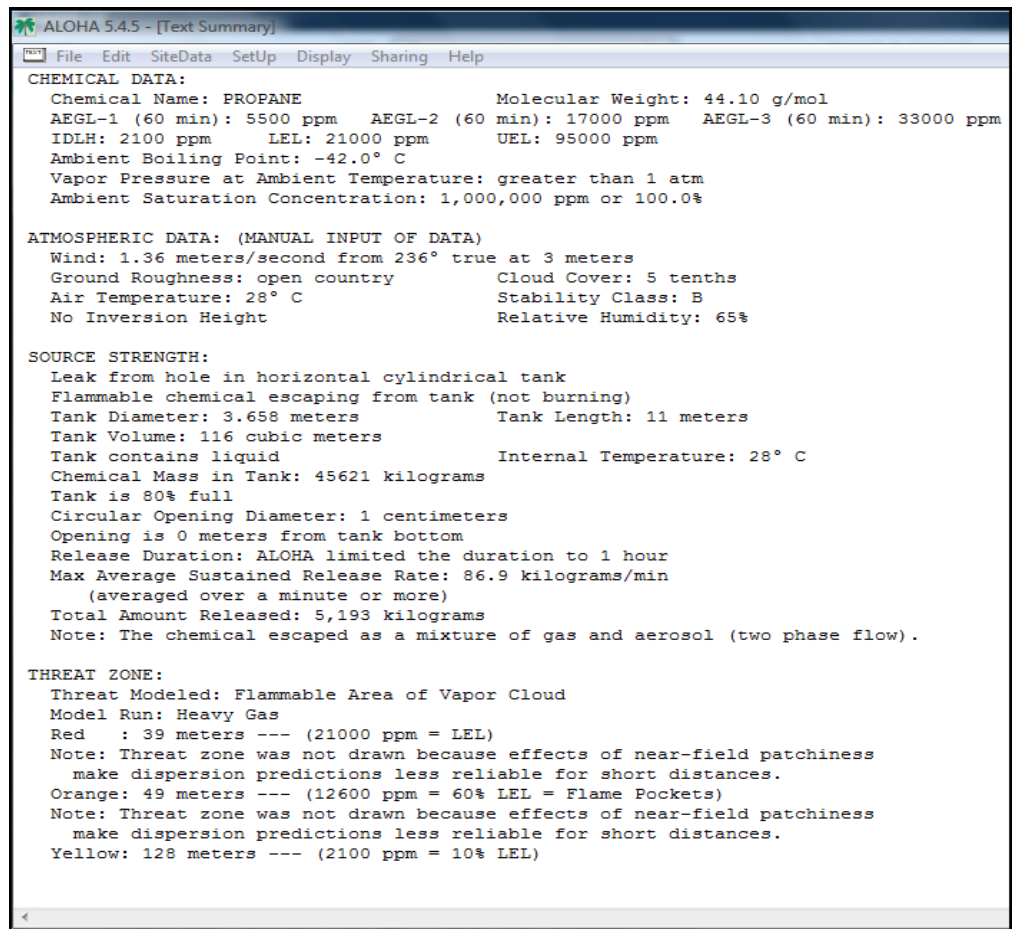 ALOHA 5.4.5 - [Text Summary]
TEXT File Edit SiteData SetUp Display Sharing Help
CHEMICAL DATA:
Chemical Name: PROPANE Molecular Weight: 44.10 g/mol
AEGL-1 (60 min): 5500 ppm AEGL-2 (60 min): 17000 ppm AEGL-3 (60 min): 33000 ppm
IDLH: 2100 ppm LEL: 21000 ppm UEL: 95000 ppm
Ambient Boiling Point: -42.0° C
Vapor Pressure at Ambient Temperature: greater than 1 atm
Ambient Saturation Concentration: 1,000,000 ppm or 100.0%
ATMOSPHERIC DATA: (MANUAL INPUT OF DATA)
Wind: 1.36 meters/second from 236° true at 3 meters
Ground Roughness: open country Cloud Cover: 5 tenths
Air Temperature: 28° C Stability Class: B
No Inversion Height Relative Humidity: 65%
SOURCE STRENGTH:
Leak from hole in horizontal cylindrical tank
Flammable chemical escaping from tank (not burning)
Tank Diameter: 3.658 meters Tank Length: 11 meters
Tank Volume: 116 cubic meters
Tank contains liquid Internal Temperature: 28° C
Chemical Mass in Tank: 45621 kilograms
Tank is 80% full
Circular Opening Diameter: 1 centimeters
Opening is 0 meters from tank bottom
Release Duration: ALOHA limited the duration to 1 hour
Max Average Sustained Release Rate: 86.9 kilograms/min
(averaged over a minute or more)
Total Amount Released: 5,193 kilograms
Note: The chemical escaped as a mixture of gas and aerosol (two phase flow).
THREAT ZONE:
Threat Modeled: Flammable Area of Vapor Cloud
Model Run: Heavy Gas
Red : 39 meters --- (21000 ppm = LEL)
Note: Threat zone was not drawn because effects of near-field patchiness
make dispersion predictions less reliable for short distances.
Orange: 49 meters --- (12600 ppm = 60% LEL = Flame Pockets)
Note: Threat zone was not drawn because effects of near-field patchiness
make dispersion predictions less reliable for short distances.
Yellow: 128 meters --- (2100 ppm = 10% LEL)